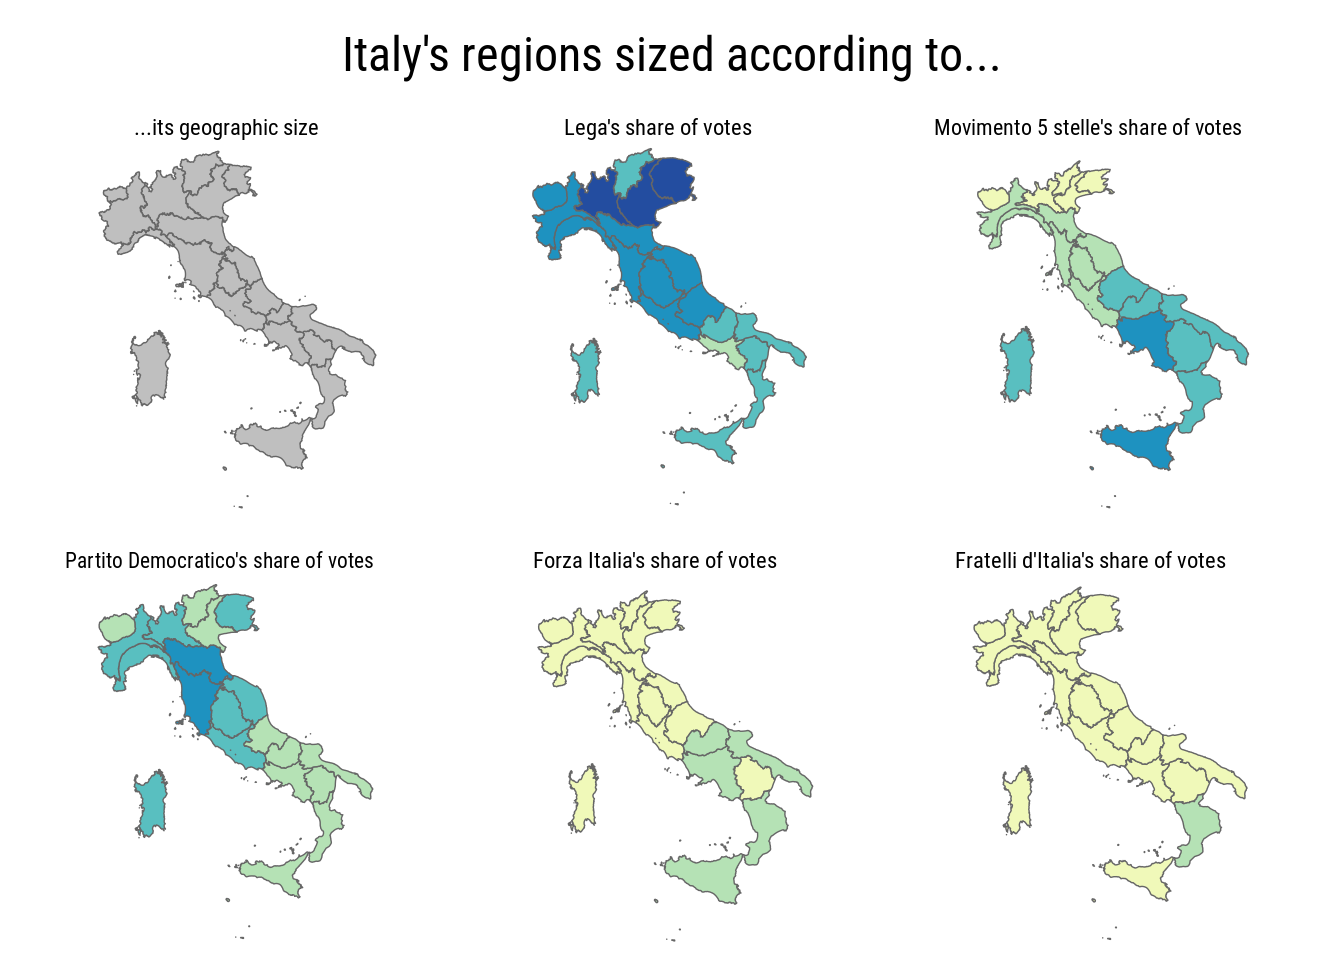 Italy's regions sized according to...
...its geographic size
Lega's share of votes
Movimento 5 stelle's share of votes
Partito Democratico's share of votes
Forza Italia's share of votes
Fratelli d'Italia's share of votes